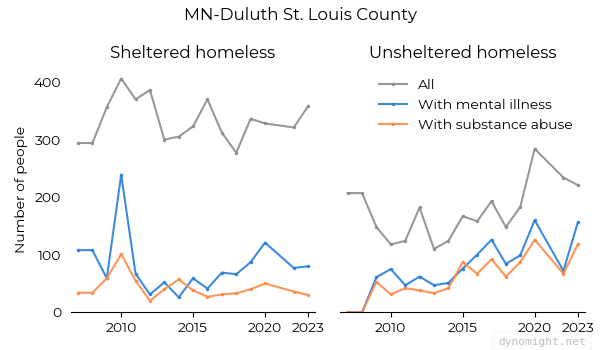 MN-Duluth St. Louis County
Sheltered homeless
Unsheltered homeless
All
With mental illness
With substance abuse
Number of people
400
300
200
100
0
2010
2015
2020
2023
2010
2015
2020
2023
dynomight.net